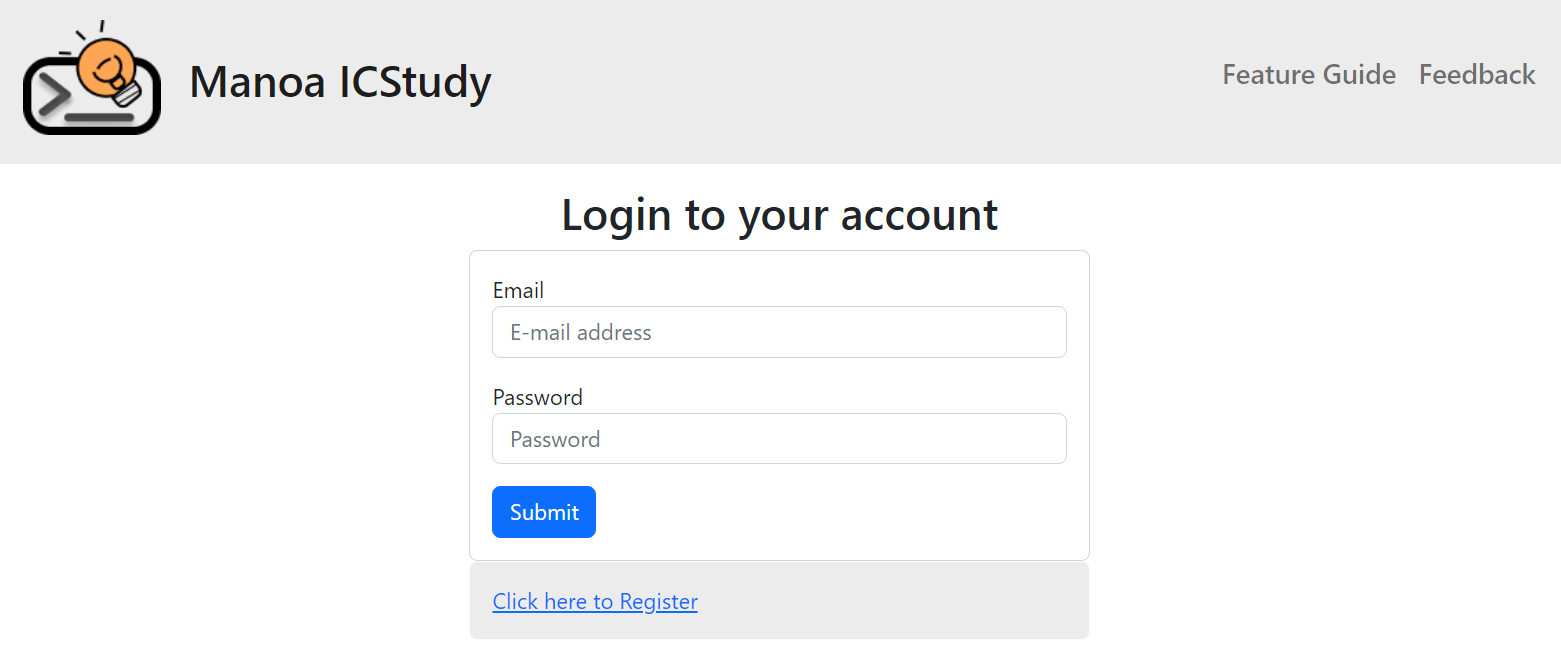 Manoa ICStudy
Feature Guide Feedback
Login to your account
Email
E-mail address
Password
Password
Submit
Click here to Register